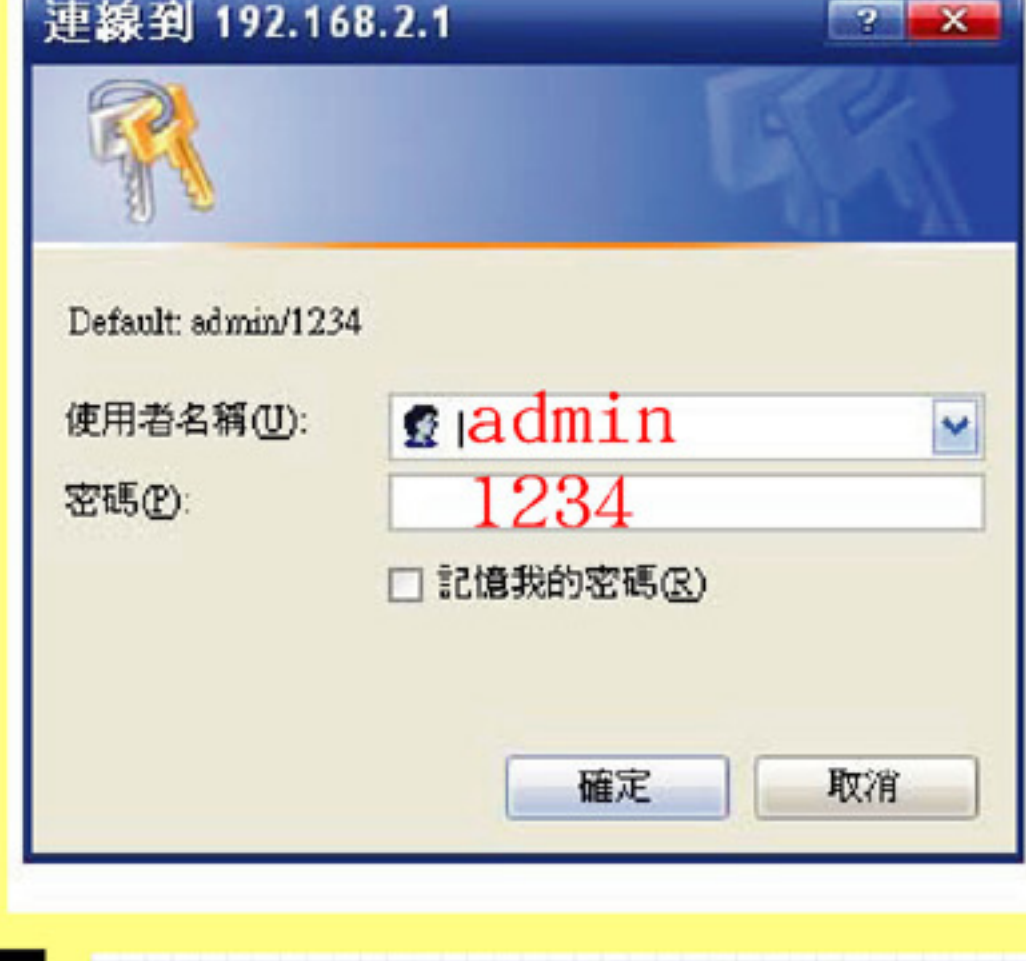 連線到 192.168.2.1
Default: admin/1234
使用者名稱(U): admin
密碼(P): 1234
記憶我的密碼(R)
確定 取消